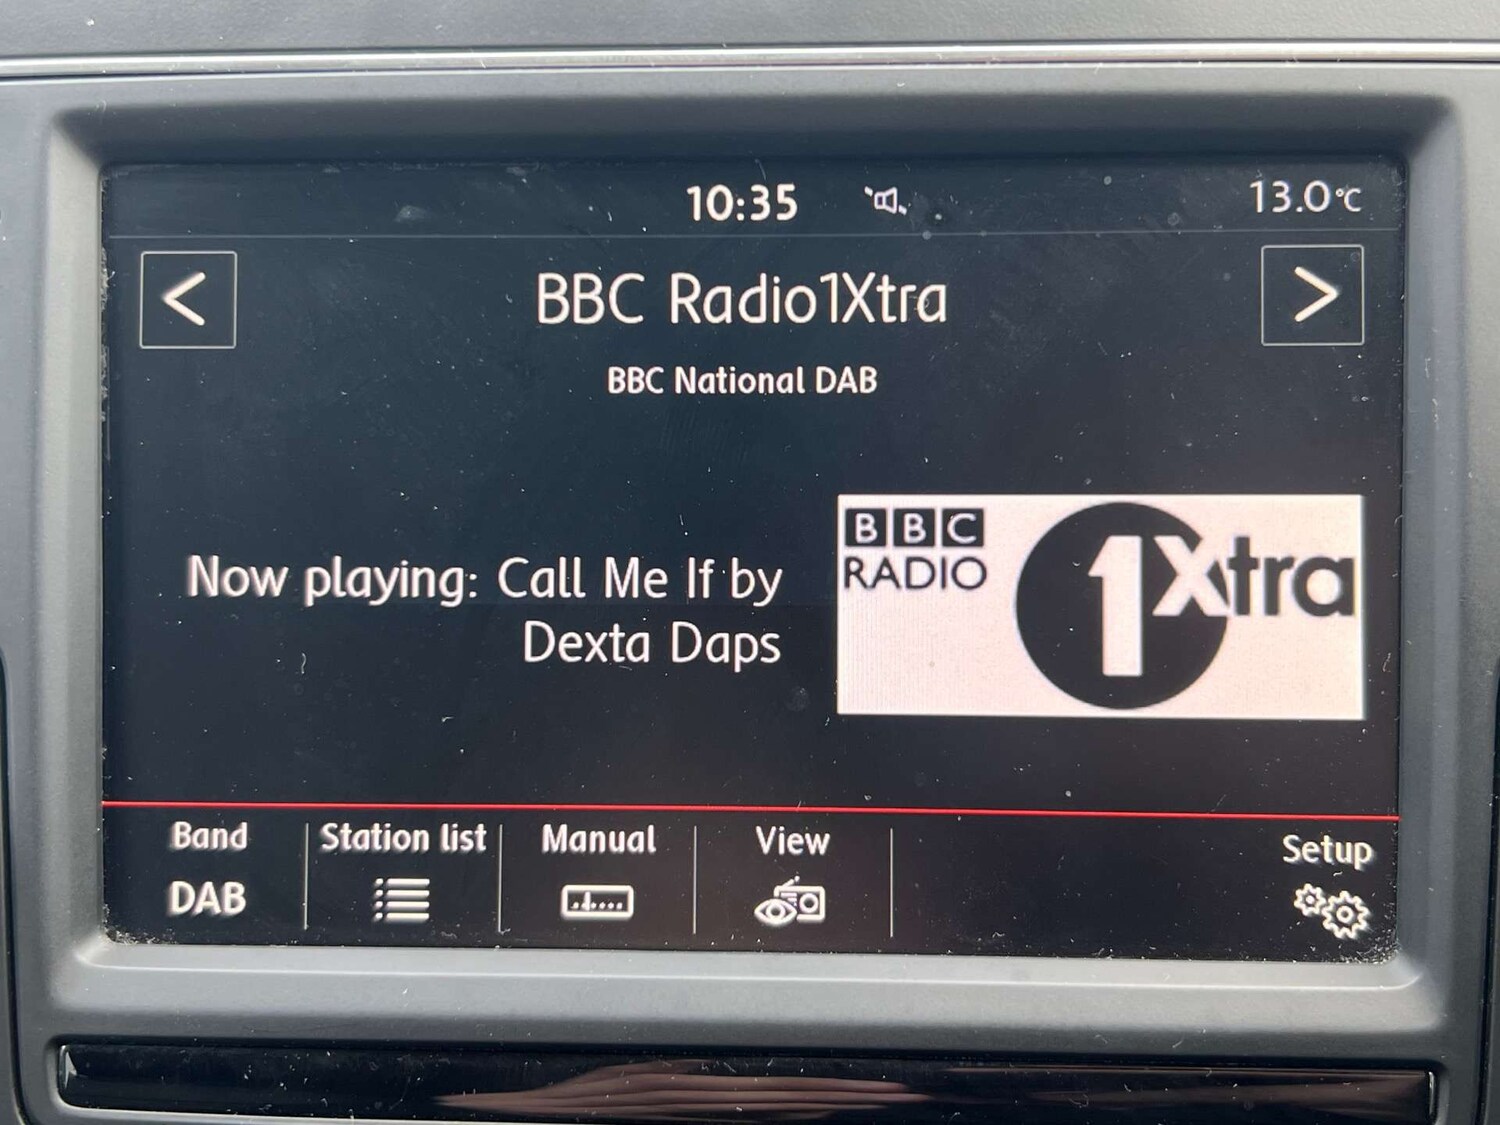 10:35
13.0°C
<
BBC Radio1Xtra
>
BBC National DAB
Now playing: Call Me If by
Dexta Daps
BBC
RADIO
1Xtra
Band
Station list
Manual
View
Setup
DAB